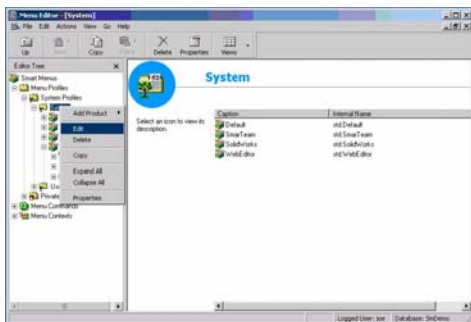 Menu Editor - [System]
File Edit Actions View Go Help
Up Copy Delete Properties Views
Editor Tree
Smart Menus
Menu Profiles
System Profiles
Add Product
Edit
Delete
Copy
Expand All
Collapse All
Properties
Private
Menu Commands
Menu Contexts
System
Select an icon to view its
description.
Caption Internal Name
Default std.Default
SmarTeam std.SmarTeam
SolidWorks std.SolidWorks
WebEditor std.WebEditor
Logged User: joe Database: SmDemo